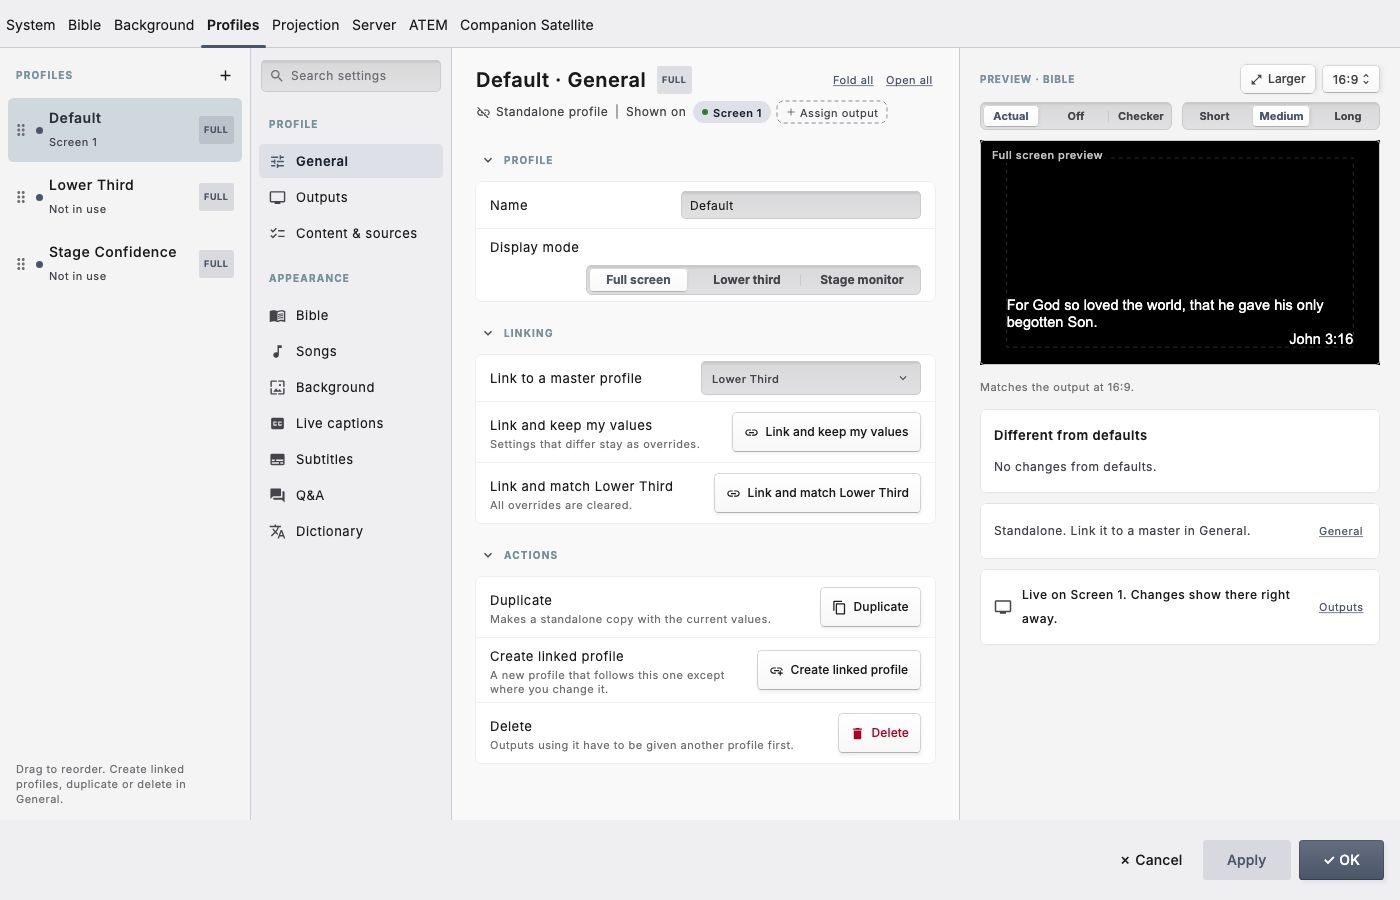 System Bible Background Profiles Projection Server ATEM Companion Satellite
PROFILES
Default
Screen 1
FULL
Lower Third
Not in use
FULL
Stage Confidence
Not in use
FULL
Drag to reorder. Create linked
profiles, duplicate or delete in
General.
Search settings
PROFILE
General
Outputs
Content & sources
APPEARANCE
Bible
Songs
Background
Live captions
Subtitles
Q&A
Dictionary
Default · General FULL
Fold all Open all
Standalone profile | Shown on Screen 1 + Assign output
PROFILE
Name Default
Display mode
Full screen Lower third Stage monitor
LINKING
Link to a master profile Lower Third
Link and keep my values
Settings that differ stay as overrides.
Link and keep my values
Link and match Lower Third
All overrides are cleared.
Link and match Lower Third
ACTIONS
Duplicate
Makes a standalone copy with the current values.
Duplicate
Create linked profile
A new profile that follows this one except
where you change it.
Create linked profile
Delete
Outputs using it have to be given another profile first.
Delete
PREVIEW · BIBLE
Larger 16:9
Actual Off Checker Short Medium Long
Full screen preview
For God so loved the world, that he gave his only
begotten Son.
John 3:16
Matches the output at 16:9.
Different from defaults
No changes from defaults.
Standalone. Link it to a master in General. General
Live on Screen 1. Changes show there right
away.
Outputs
Cancel Apply OK